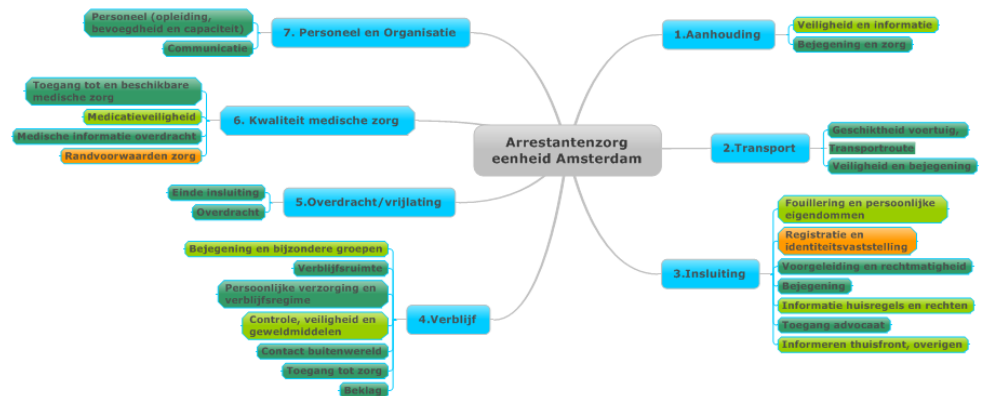 Arrestantenzorg
eenheid Amsterdam
1.Aanhouding
Veiligheid en informatie
Bejegening en zorg
2.Transport
Geschiktheid voertuig,
Transportroute
Veiligheid en bejegening
3.Insluiting
Fouillering en persoonlijke
eigendommen
Registratie en
identiteitsvaststelling
Voorgeleiding en rechtmatigheid
Bejegening
Informatie huisregels en rechten
Toegang advocaat
Informeren thuisfront, overigen
4.Verblijf
Bejegening en bijzondere groepen
Verblijfsruimte
Persoonlijke verzorging en
verblijfsregime
Controle, veiligheid en
geweldmiddelen
Contact buitenwereld
Toegang tot zorg
Beklag
5.Overdracht/vrijlating
Einde insluiting
Overdracht
6. Kwaliteit medische zorg
Toegang tot en beschikbare
medische zorg
Medicatieveiligheid
Medische informatie overdracht
Randvoorwaarden zorg
7. Personeel en Organisatie
Personeel (opleiding,
bevoegdheid en capaciteit)
Communicatie